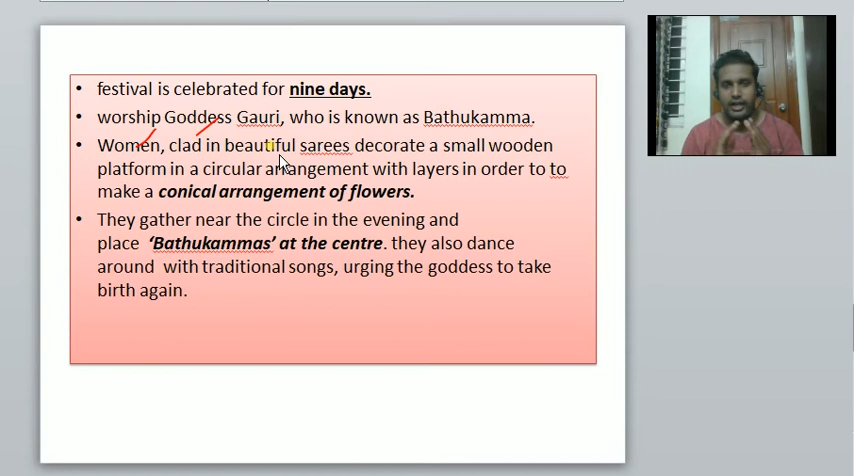 • festival is celebrated for nine days.
• worship Goddess Gauri, who is known as Bathukamma.
• Women, clad in beautiful sarees decorate a small wooden
platform in a circular arrangement with layers in order to to
make a conical arrangement of flowers.
• They gather near the circle in the evening and
place ‘Bathukammas’ at the centre. they also dance
around with traditional songs, urging the goddess to take
birth again.